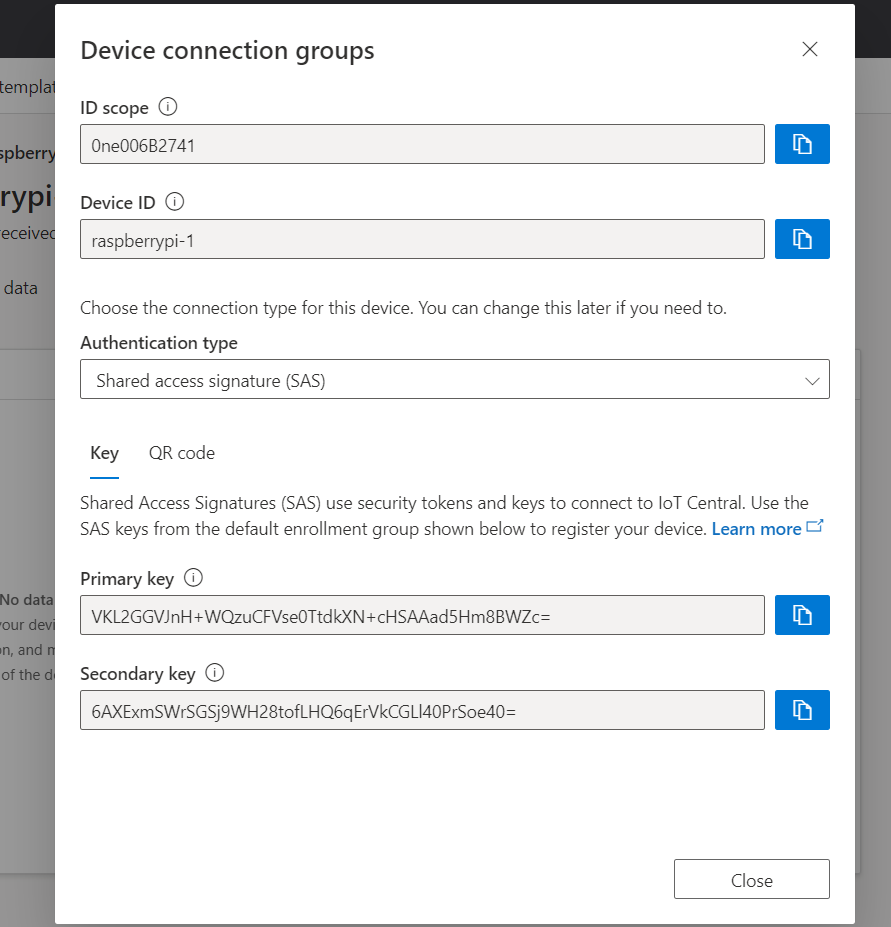 Device connection groups
ID scope
0ne006B2741
Device ID
raspberrypi-1
Choose the connection type for this device. You can change this later if you need to.
Authentication type
Shared access signature (SAS)
Key QR code
Shared Access Signatures (SAS) use security tokens and keys to connect to IoT Central. Use the
SAS keys from the default enrollment group shown below to register your device. Learn more
Primary key
VKL2GGVJnH+WQzuCFVse0TtdkXN+cHSAAad5Hm8BWZc=
Secondary key
6AXExmSWrSGSj9WH28tofLHQ6qErVkCGLl40PrSoe40=
Close
templat
spberry
rypi
eceived
data
No data
your devi
on, and m
of the d